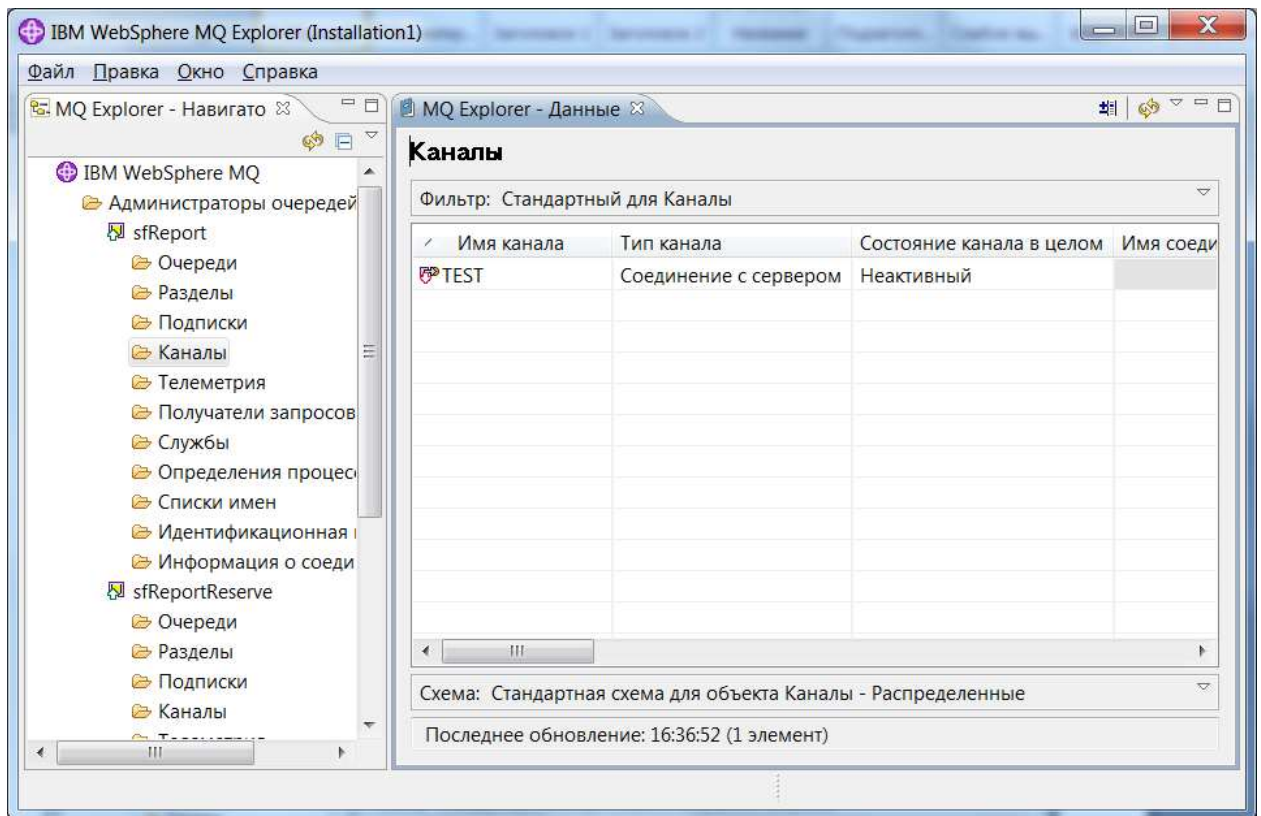 IBM WebSphere MQ Explorer (Installation1)
Файл Правка Окно Справка
MQ Explorer - Навигато
IBM WebSphere MQ
Администраторы очередей
sfReport
Очереди
Разделы
Подписки
Каналы
Телеметрия
Получатели запросов
Службы
Определения процес
Списки имен
Идентификационная
Информация о соеди
sfReportReserve
Очереди
Разделы
Подписки
Каналы
MQ Explorer - Данные
Каналы
Фильтр: Стандартный для Каналы
Имя канала Тип канала Состояние канала в целом Имя соеди
TEST Соединение с сервером Неактивный
Схема: Стандартная схема для объекта Каналы - Распределенные
Последнее обновление: 16:36:52 (1 элемент)